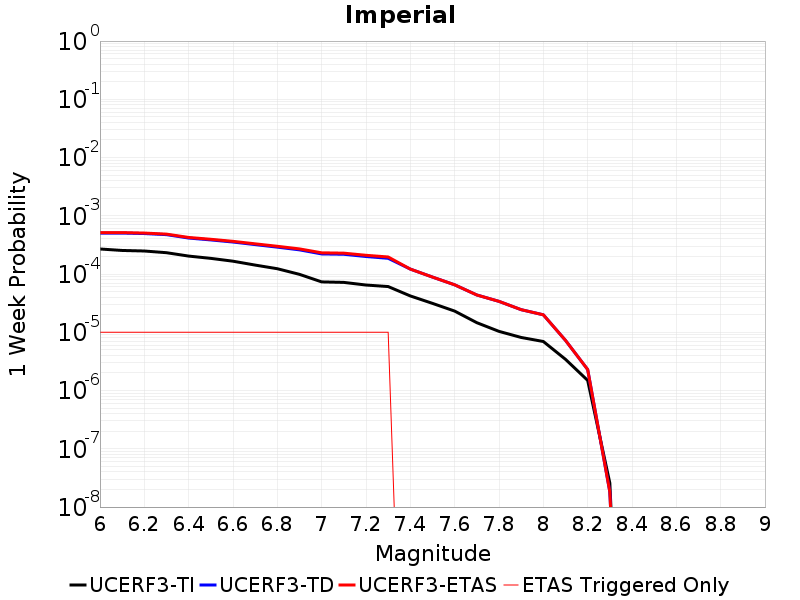 Imperial
1 Week Probability
10^0
10^-1
10^-2
10^-3
10^-4
10^-5
10^-6
10^-7
10^-8
6 6.2 6.4 6.6 6.8 7 7.2 7.4 7.6 7.8 8 8.2 8.4 8.6 8.8 9
Magnitude
UCERF3-TI UCERF3-TD UCERF3-ETAS ETAS Triggered Only